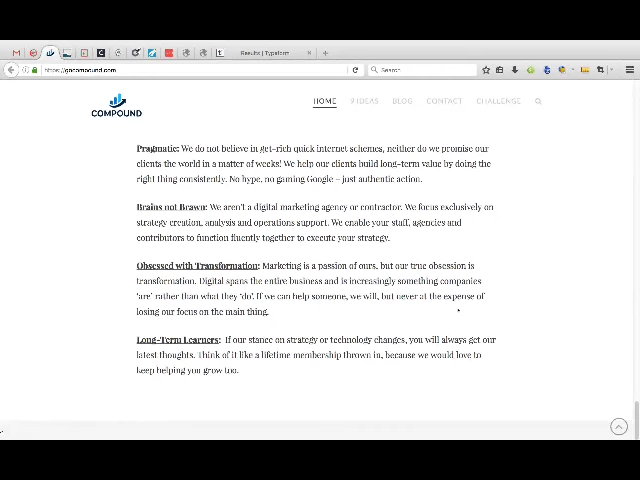 Results | Typeform
https://gocompound.com
Search
COMPOUND
HOME 9 IDEAS BLOG CONTACT CHALLENGE
Pragmatic: We do not believe in get-rich quick internet schemes, neither do we promise our
clients the world in a matter of weeks! We help our clients build long-term value by doing the
right thing consistently. No hype, no gaming Google – just authentic action.
Brains not Brawn: We aren't a digital marketing agency or contractor. We focus exclusively on
strategy creation, analysis and operations support. We enable your staff, agencies and
contributors to function fluently together to execute your strategy.
Obsessed with Transformation: Marketing is a passion of ours, but our true obsession is
transformation. Digital spans the entire business and is increasingly something companies
'are' rather than what they 'do'. If we can help someone, we will, but never at the expense of
losing our focus on the main thing.
Long-Term Learners: If our stance on strategy or technology changes, you will always get our
latest thoughts. Think of it like a lifetime membership thrown in, because we would love to
keep helping you grow too.